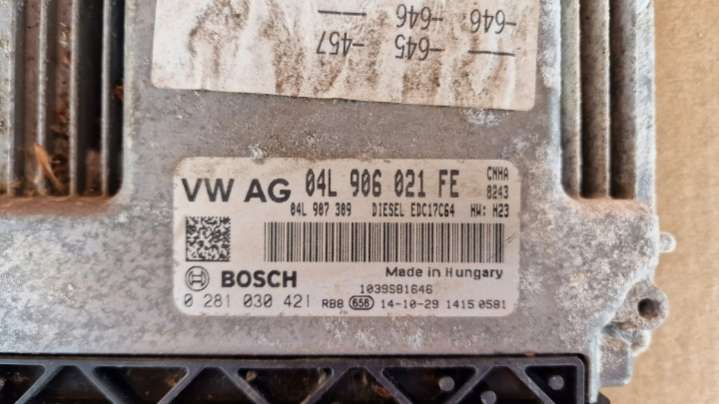 -646 -646
-457 -645
VW AG 04L 906 021 FE CNHA
8243
04L 907 309 DIESEL EDC17C64 HW: H23
Made in Hungary
BOSCH 1039S81646
0 281 030 421 RB8 656 14-10-29 1415 0581